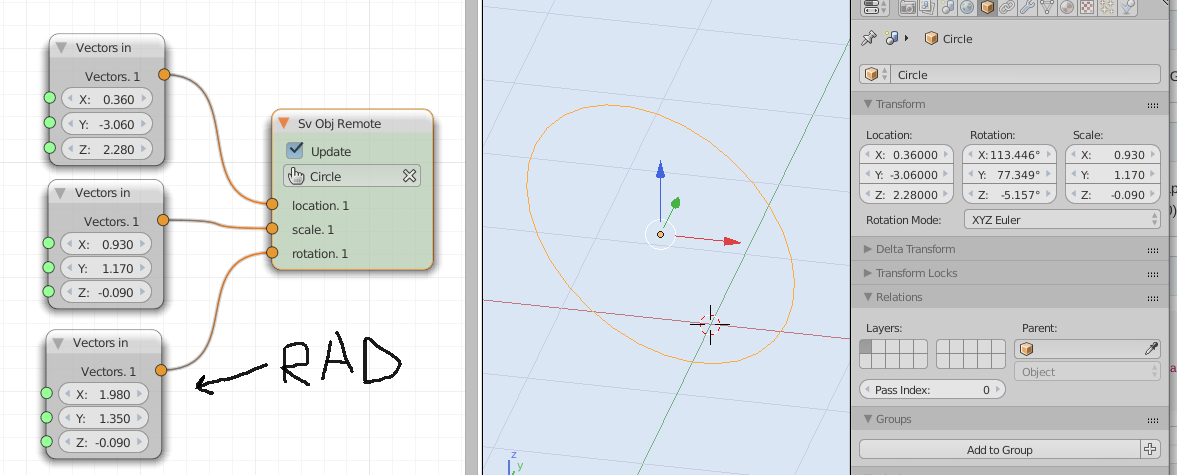 Vectors in
Vectors. 1
X: 0.360
Y: -3.060
Z: 2.280
Vectors in
Vectors. 1
X: 0.930
Y: 1.170
Z: -0.090
Vectors in
Vectors. 1
X: 1.980
Y: 1.350
Z: -0.090
Sv Obj Remote
Update
Circle
location. 1
scale. 1
rotation. 1
RAD
z
y
Circle
Circle
Transform
Location: Rotation: Scale:
X: 0.36000 X:113.446° X: 0.930
Y: -3.06000 Y: 77.349° Y: 1.170
Z: 2.28000 Z: -5.157° Z: -0.090
Rotation Mode: XYZ Euler
Delta Transform
Transform Locks
Relations
Layers: Parent:
Object
Pass Index: 0
Groups
Add to Group